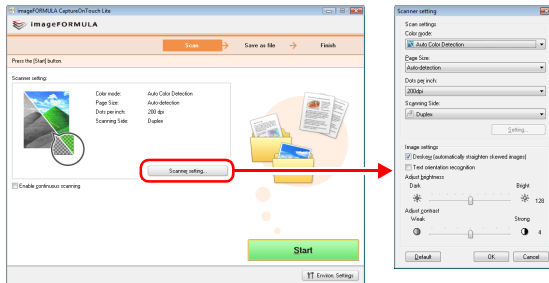 imageFORMULA CaptureOnTouch Lite
imageFORMULA
Scan
Save as file
Finish
Press the [Start] button.
Scanner setting:
Color mode: Auto Color Detection
Page Size: Auto-detection
Dots per inch: 200 dpi
Scanning Side: Duplex
Scanner setting...
Enable continuous scanning
Start
Environ. Settings
Scanner setting
Scan settings
Color mode:
Auto Color Detection
Page Size:
Auto-detection
Dots per inch:
200dpi
Scanning Side:
Duplex
Setting...
Image settings
Deskew (automatically straighten skewed images)
Text orientation recognition
Adjust brightness
Dark Bright
128
Adjust contrast
Weak Strong
4
Default OK Cancel